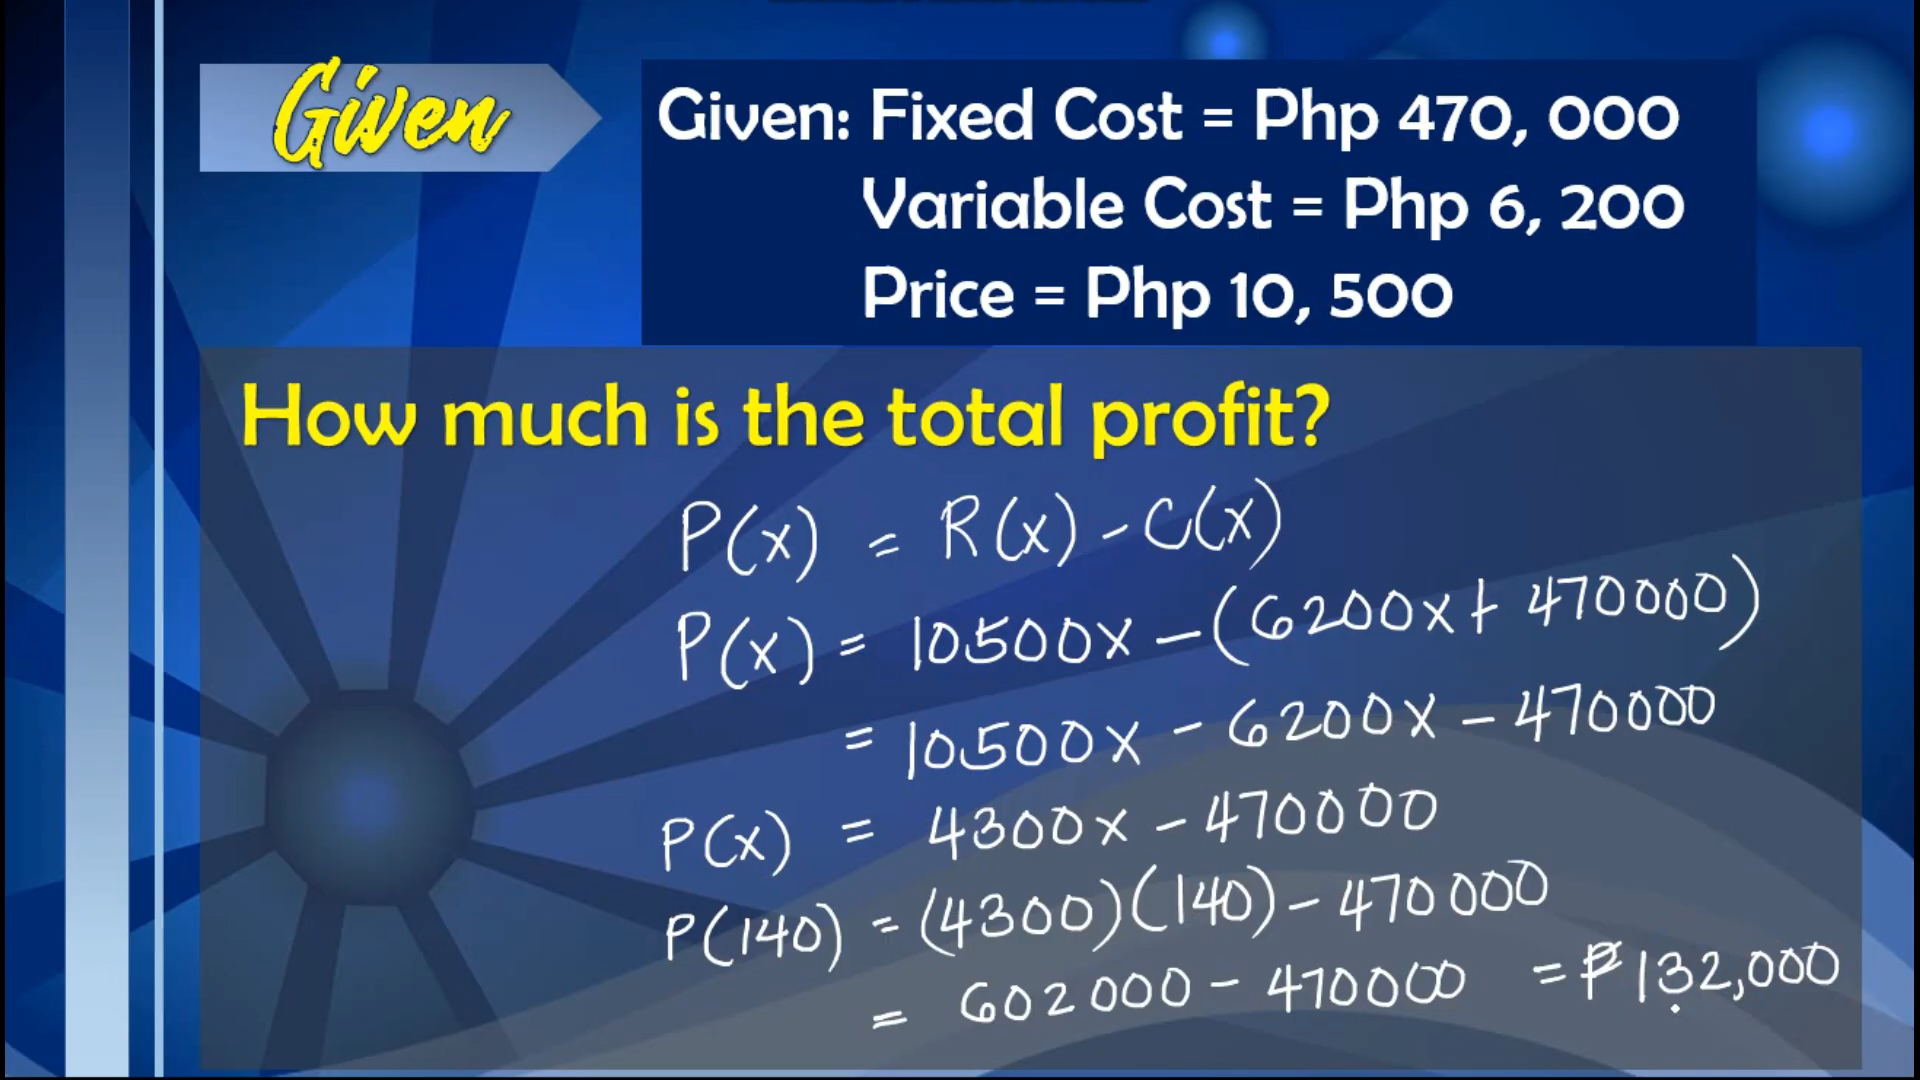 Given
Given: Fixed Cost = Php 470, 000
Variable Cost = Php 6, 200
Price = Php 10, 500
How much is the total profit?
P(x) = R(x) - C(x)
P(x) = 10500x - (6200x + 470000)
= 10500x - 6200x - 470000
P(x) = 4300x - 470000
P(140) = (4300)(140) - 470000
= 602000 - 470000 = ₱132,000